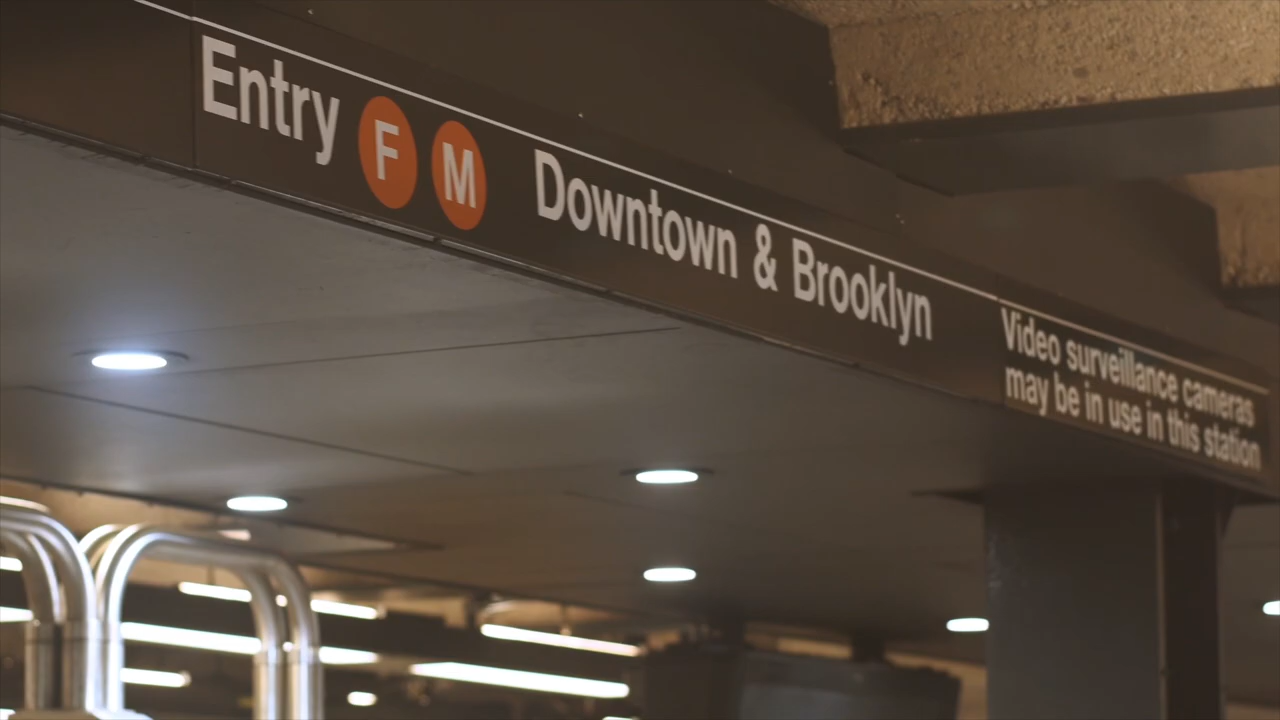 Entry F M Downtown & Brooklyn
Video surveillance cameras
may be in use in this station